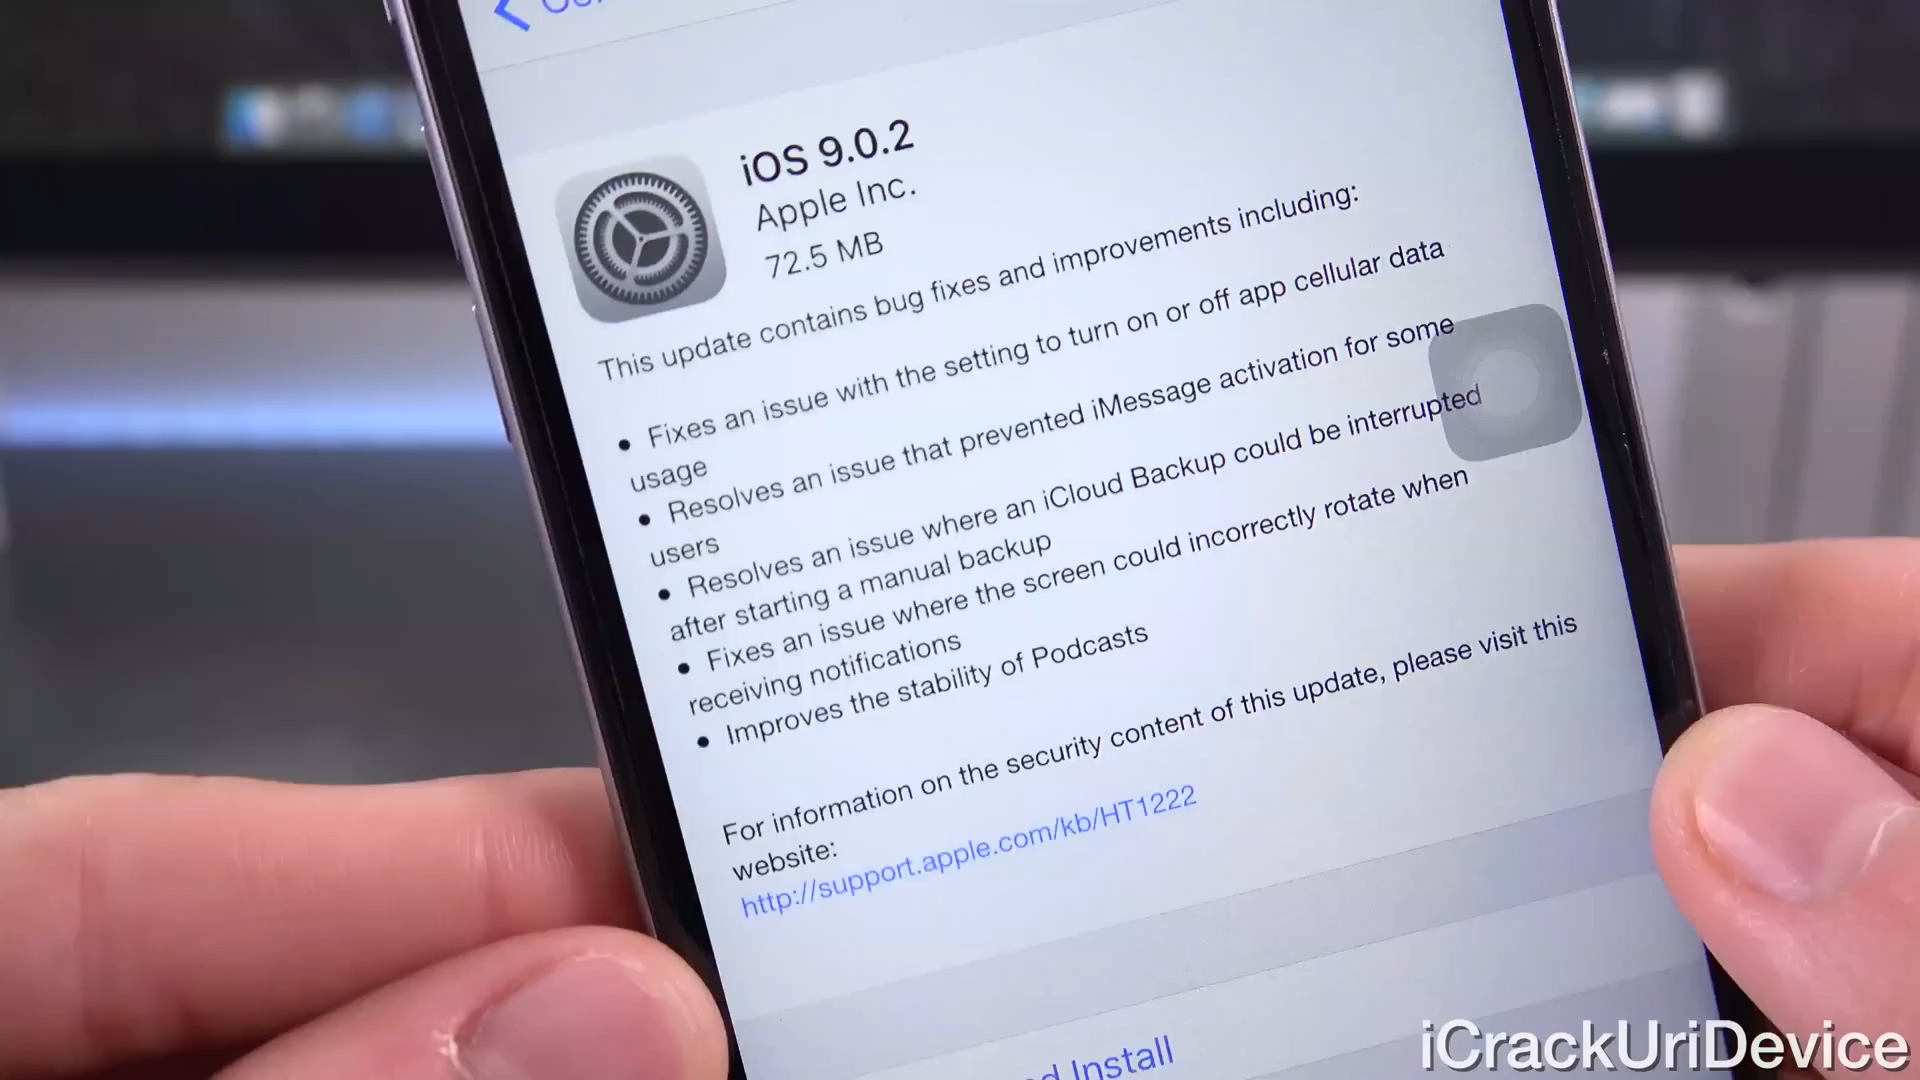 iOS 9.0.2
Apple Inc.
72.5 MB
This update contains bug fixes and improvements including:
• Fixes an issue with the setting to turn on or off app cellular data
usage
• Resolves an issue that prevented iMessage activation for some
users
• Resolves an issue where an iCloud Backup could be interrupted
after starting a manual backup
• Fixes an issue where the screen could incorrectly rotate when
receiving notifications
• Improves the stability of Podcasts
For information on the security content of this update, please visit this
website:
http://support.apple.com/kb/HT1222
Install
iCrackUriDevice